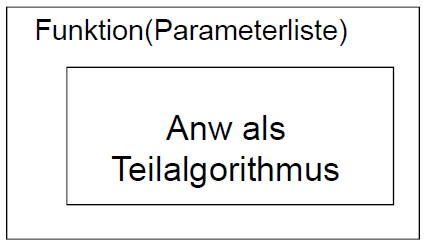 Funktion(Parameterliste)
Anw als
Teilalgorithmus